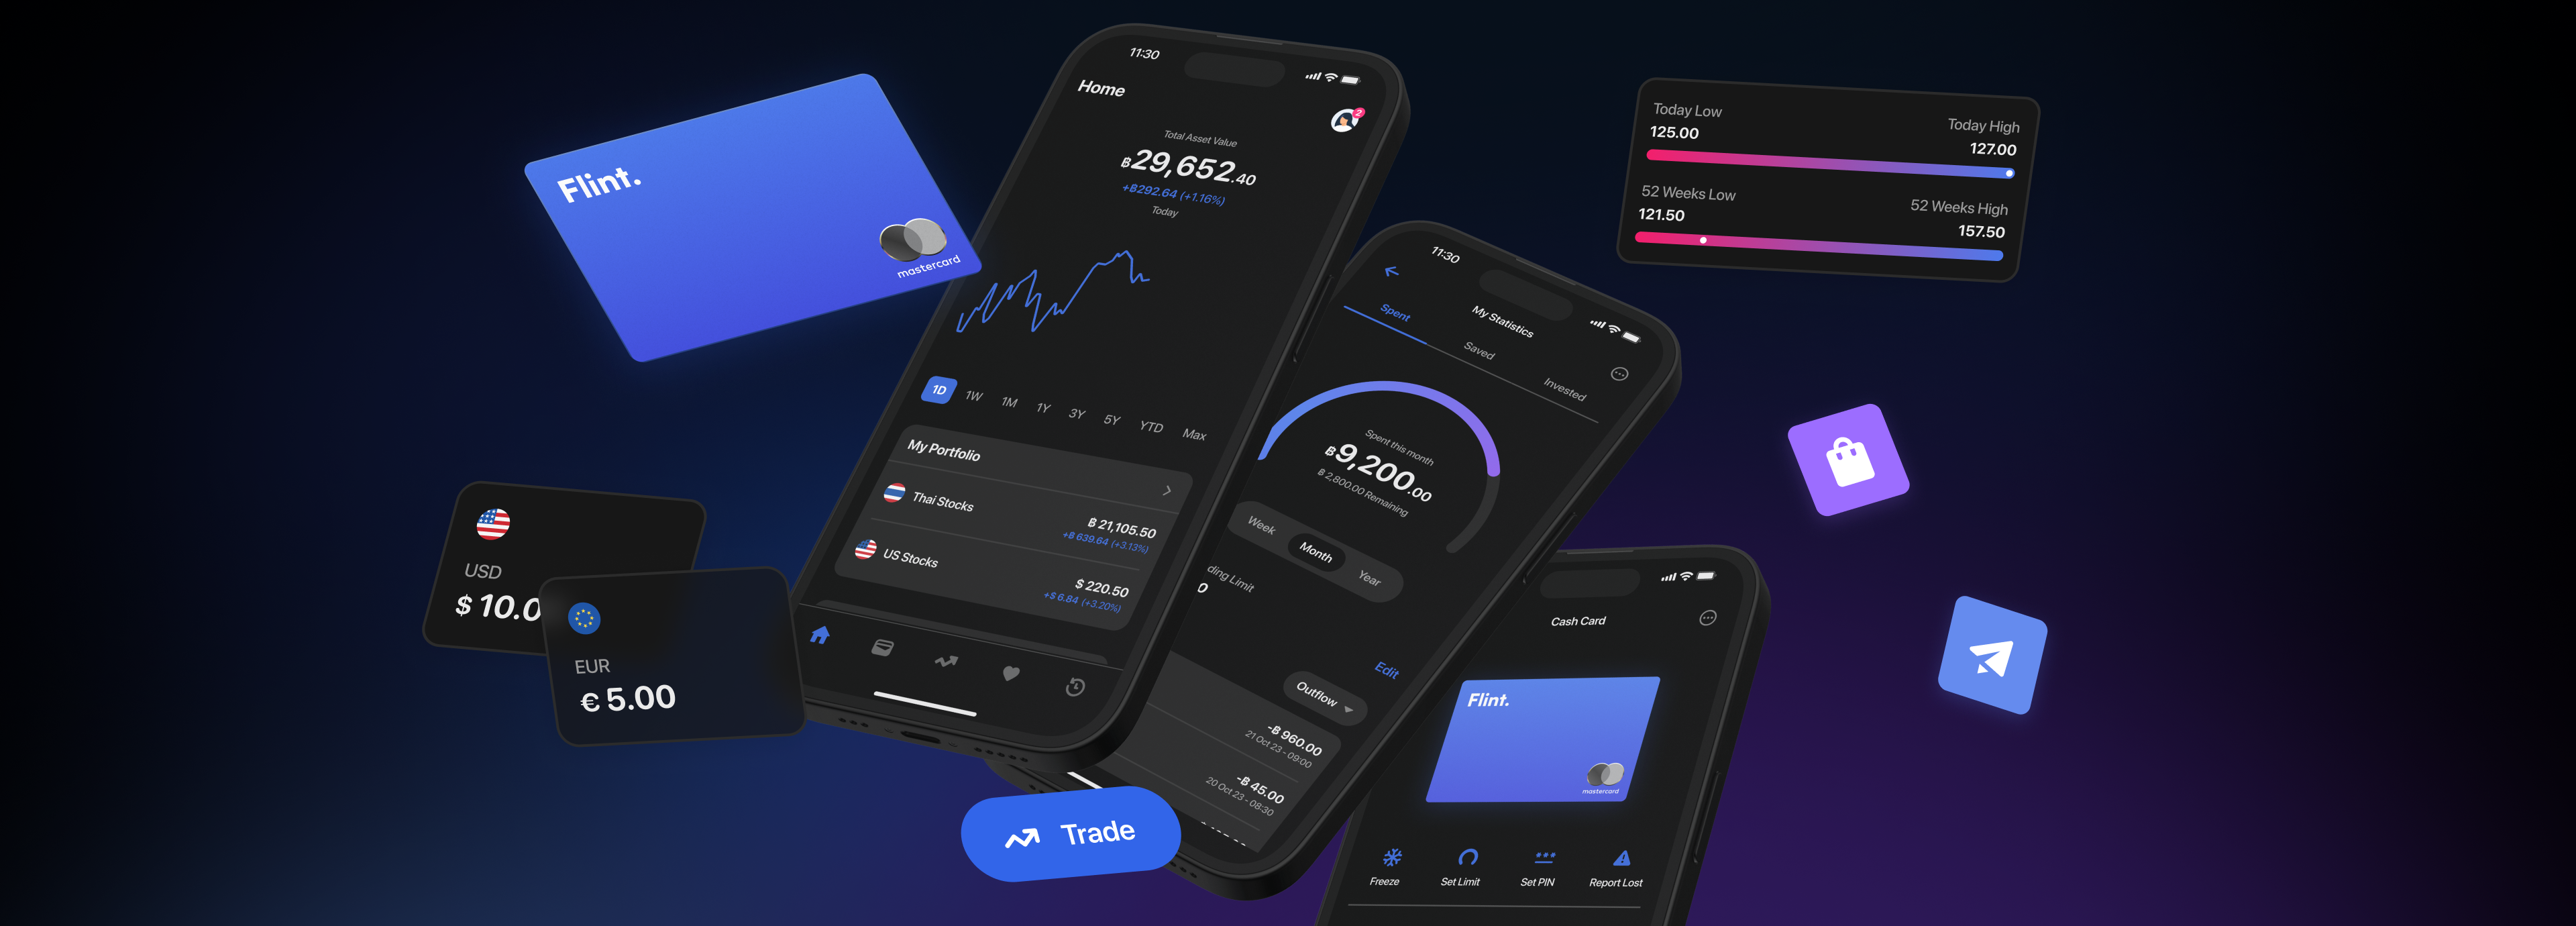 Flint.
mastercard
USD
$ 10.0
EUR
€ 5.00
11:30
Home
2
Total Asset Value
฿29,652.40
+฿292.64 (+1.16%)
Today
1D 1W 1M 1Y 3Y 5Y YTD Max
My Portfolio
Thai Stocks
฿ 21,105.50
+฿ 639.64 (+3.13%)
US Stocks
$ 220.50
+$ 6.84 (+3.20%)
Trade
11:30
My Statistics
Spent Saved Invested
Spent this month
฿9,200.00
฿ 2,800.00 Remaining
Week Month Year
ding Limit
0
Edit
Outflow
-฿ 960.00
21 Oct 23 - 09:00
-฿ 45.00
20 Oct 23 - 08:30
Cash Card
Flint.
mastercard
Freeze Set Limit Set PIN Report Lost
Today Low Today High
125.00 127.00
52 Weeks Low 52 Weeks High
121.50 157.50